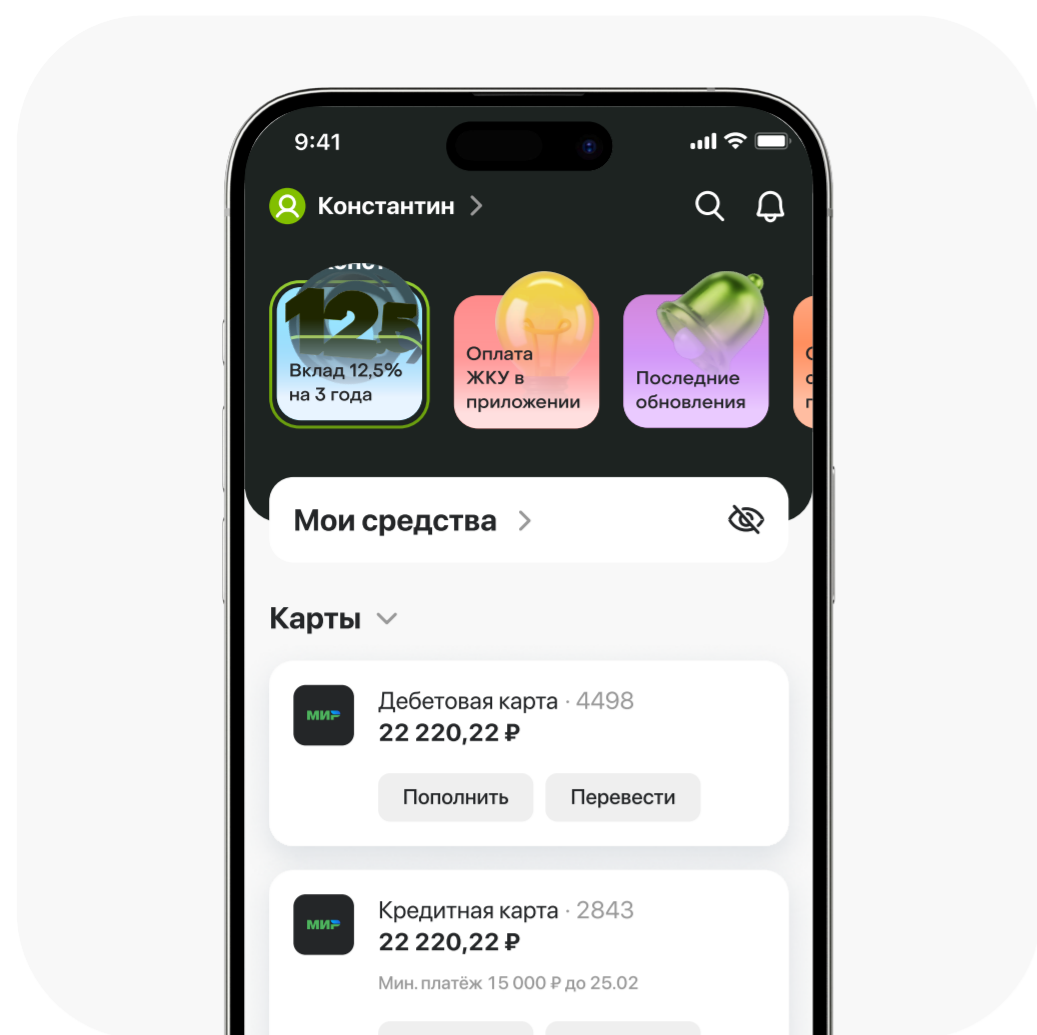 9:41
Константин
12,5
Вклад 12,5%
на 3 года
Оплата
ЖКУ в
приложении
Последние
обновления
Мои средства
Карты
МИР
Дебетовая карта · 4498
22 220,22 ₽
Пополнить
Перевести
МИР
Кредитная карта · 2843
22 220,22 ₽
Мин. платёж 15 000 ₽ до 25.02